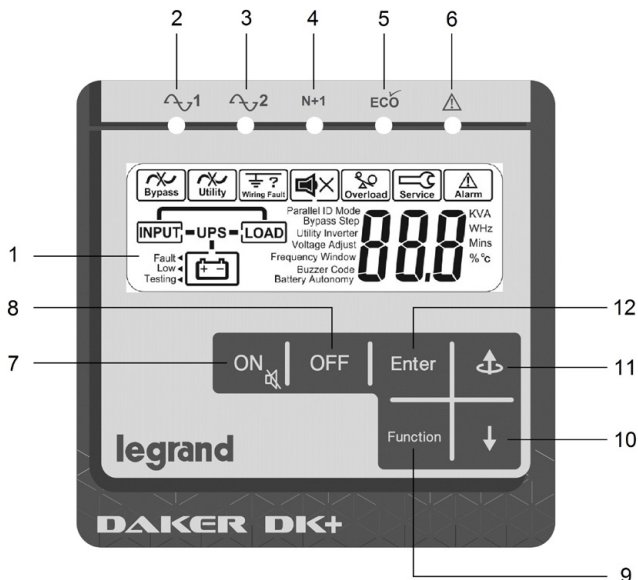 2 3 4 5 6
1 2 N+1 ECO
Bypass Utility Wiring Fault Overload Service Alarm
Parallel ID Mode
Bypass Step
Utility Inverter
Voltage Adjust
Frequency Window
Buzzer Code
Battery Autonomy
INPUT UPS LOAD
Fault
Low
Testing
88.8
KVA
WHz
Mins
% °C
1
8
7
12
11
10
9
ON OFF Enter
Function
legrand
DAKER DK+